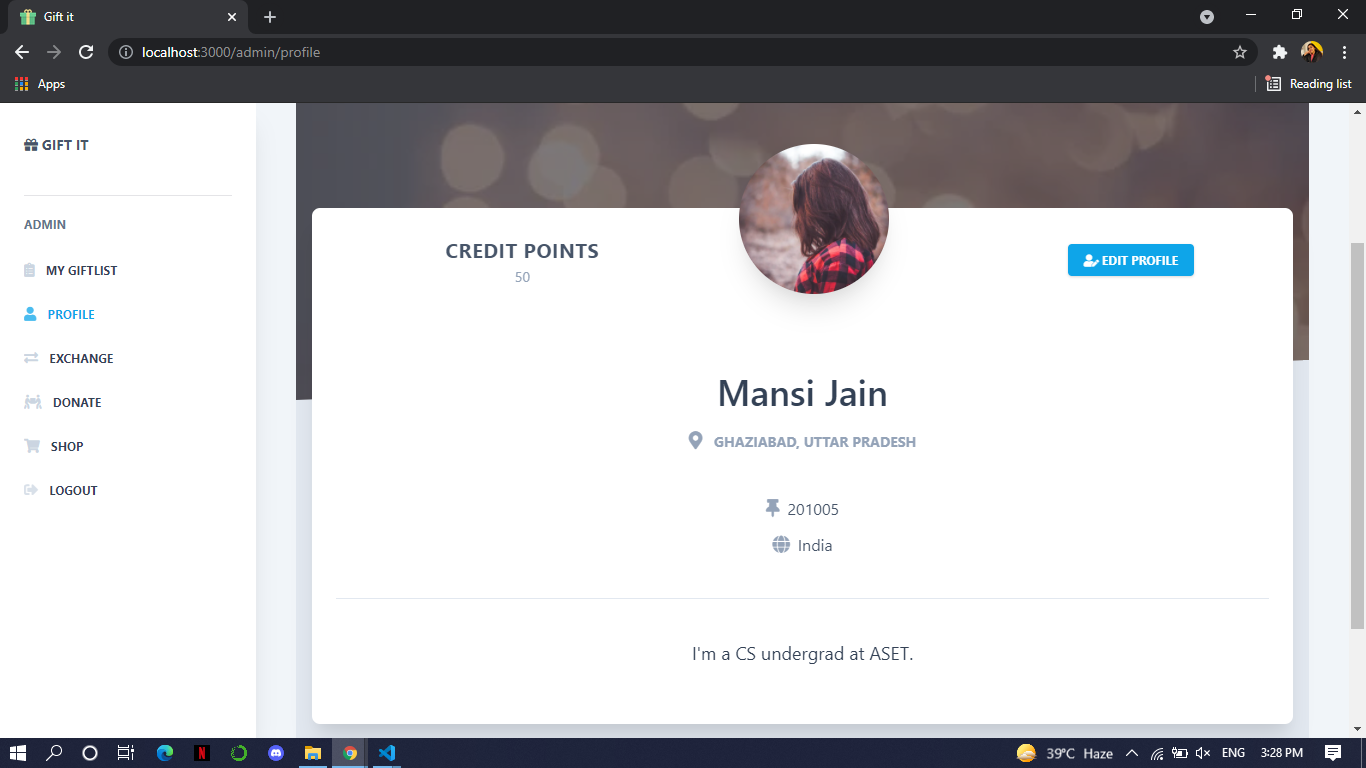 Gift it
localhost:3000/admin/profile
Apps
Reading list
GIFT IT
ADMIN
MY GIFTLIST
PROFILE
EXCHANGE
DONATE
SHOP
LOGOUT
CREDIT POINTS
50
EDIT PROFILE
Mansi Jain
GHAZIABAD, UTTAR PRADESH
201005
India
I'm a CS undergrad at ASET.
N
39°C Haze
ENG
3:28 PM